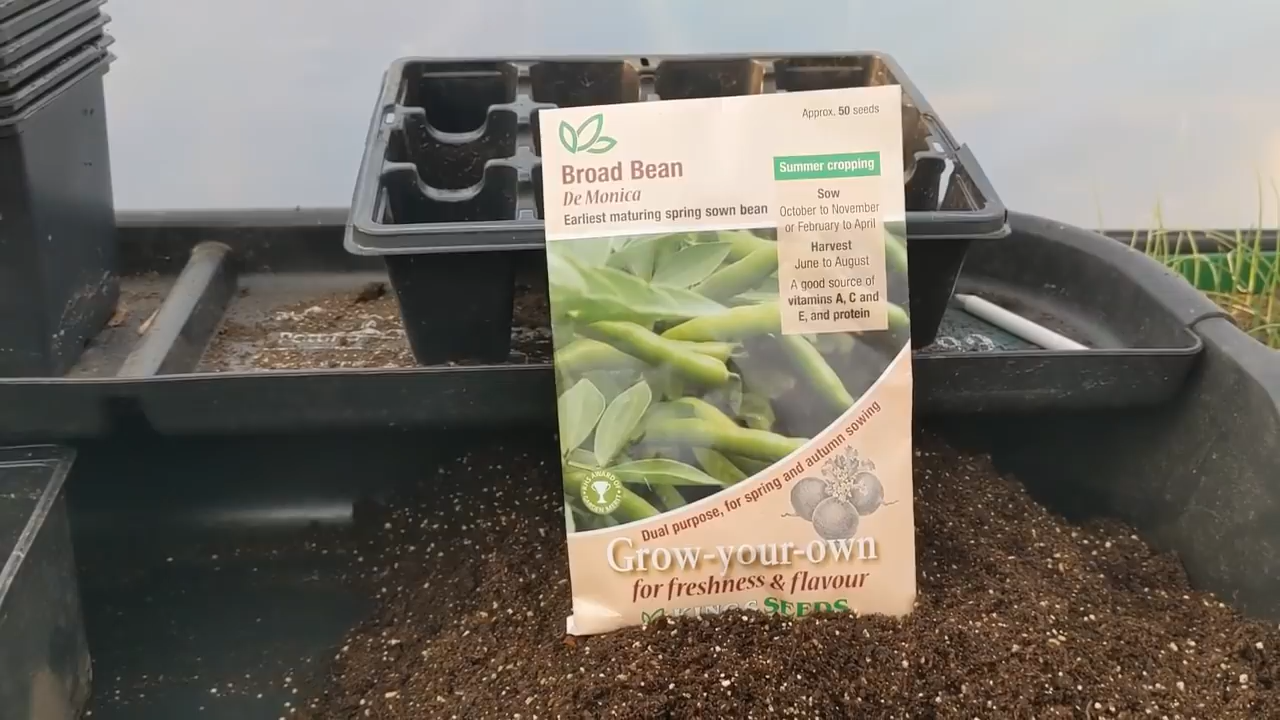 Approx. 50 seeds
Broad Bean
De Monica
Earliest maturing spring sown bean
Summer cropping
Sow
October to November
or February to April
Harvest
June to August
A good source of
vitamins A, C and
E, and protein
Dual purpose, for spring and autumn sowing
Grow-your-own
for freshness & flavour
KINGS SEEDS